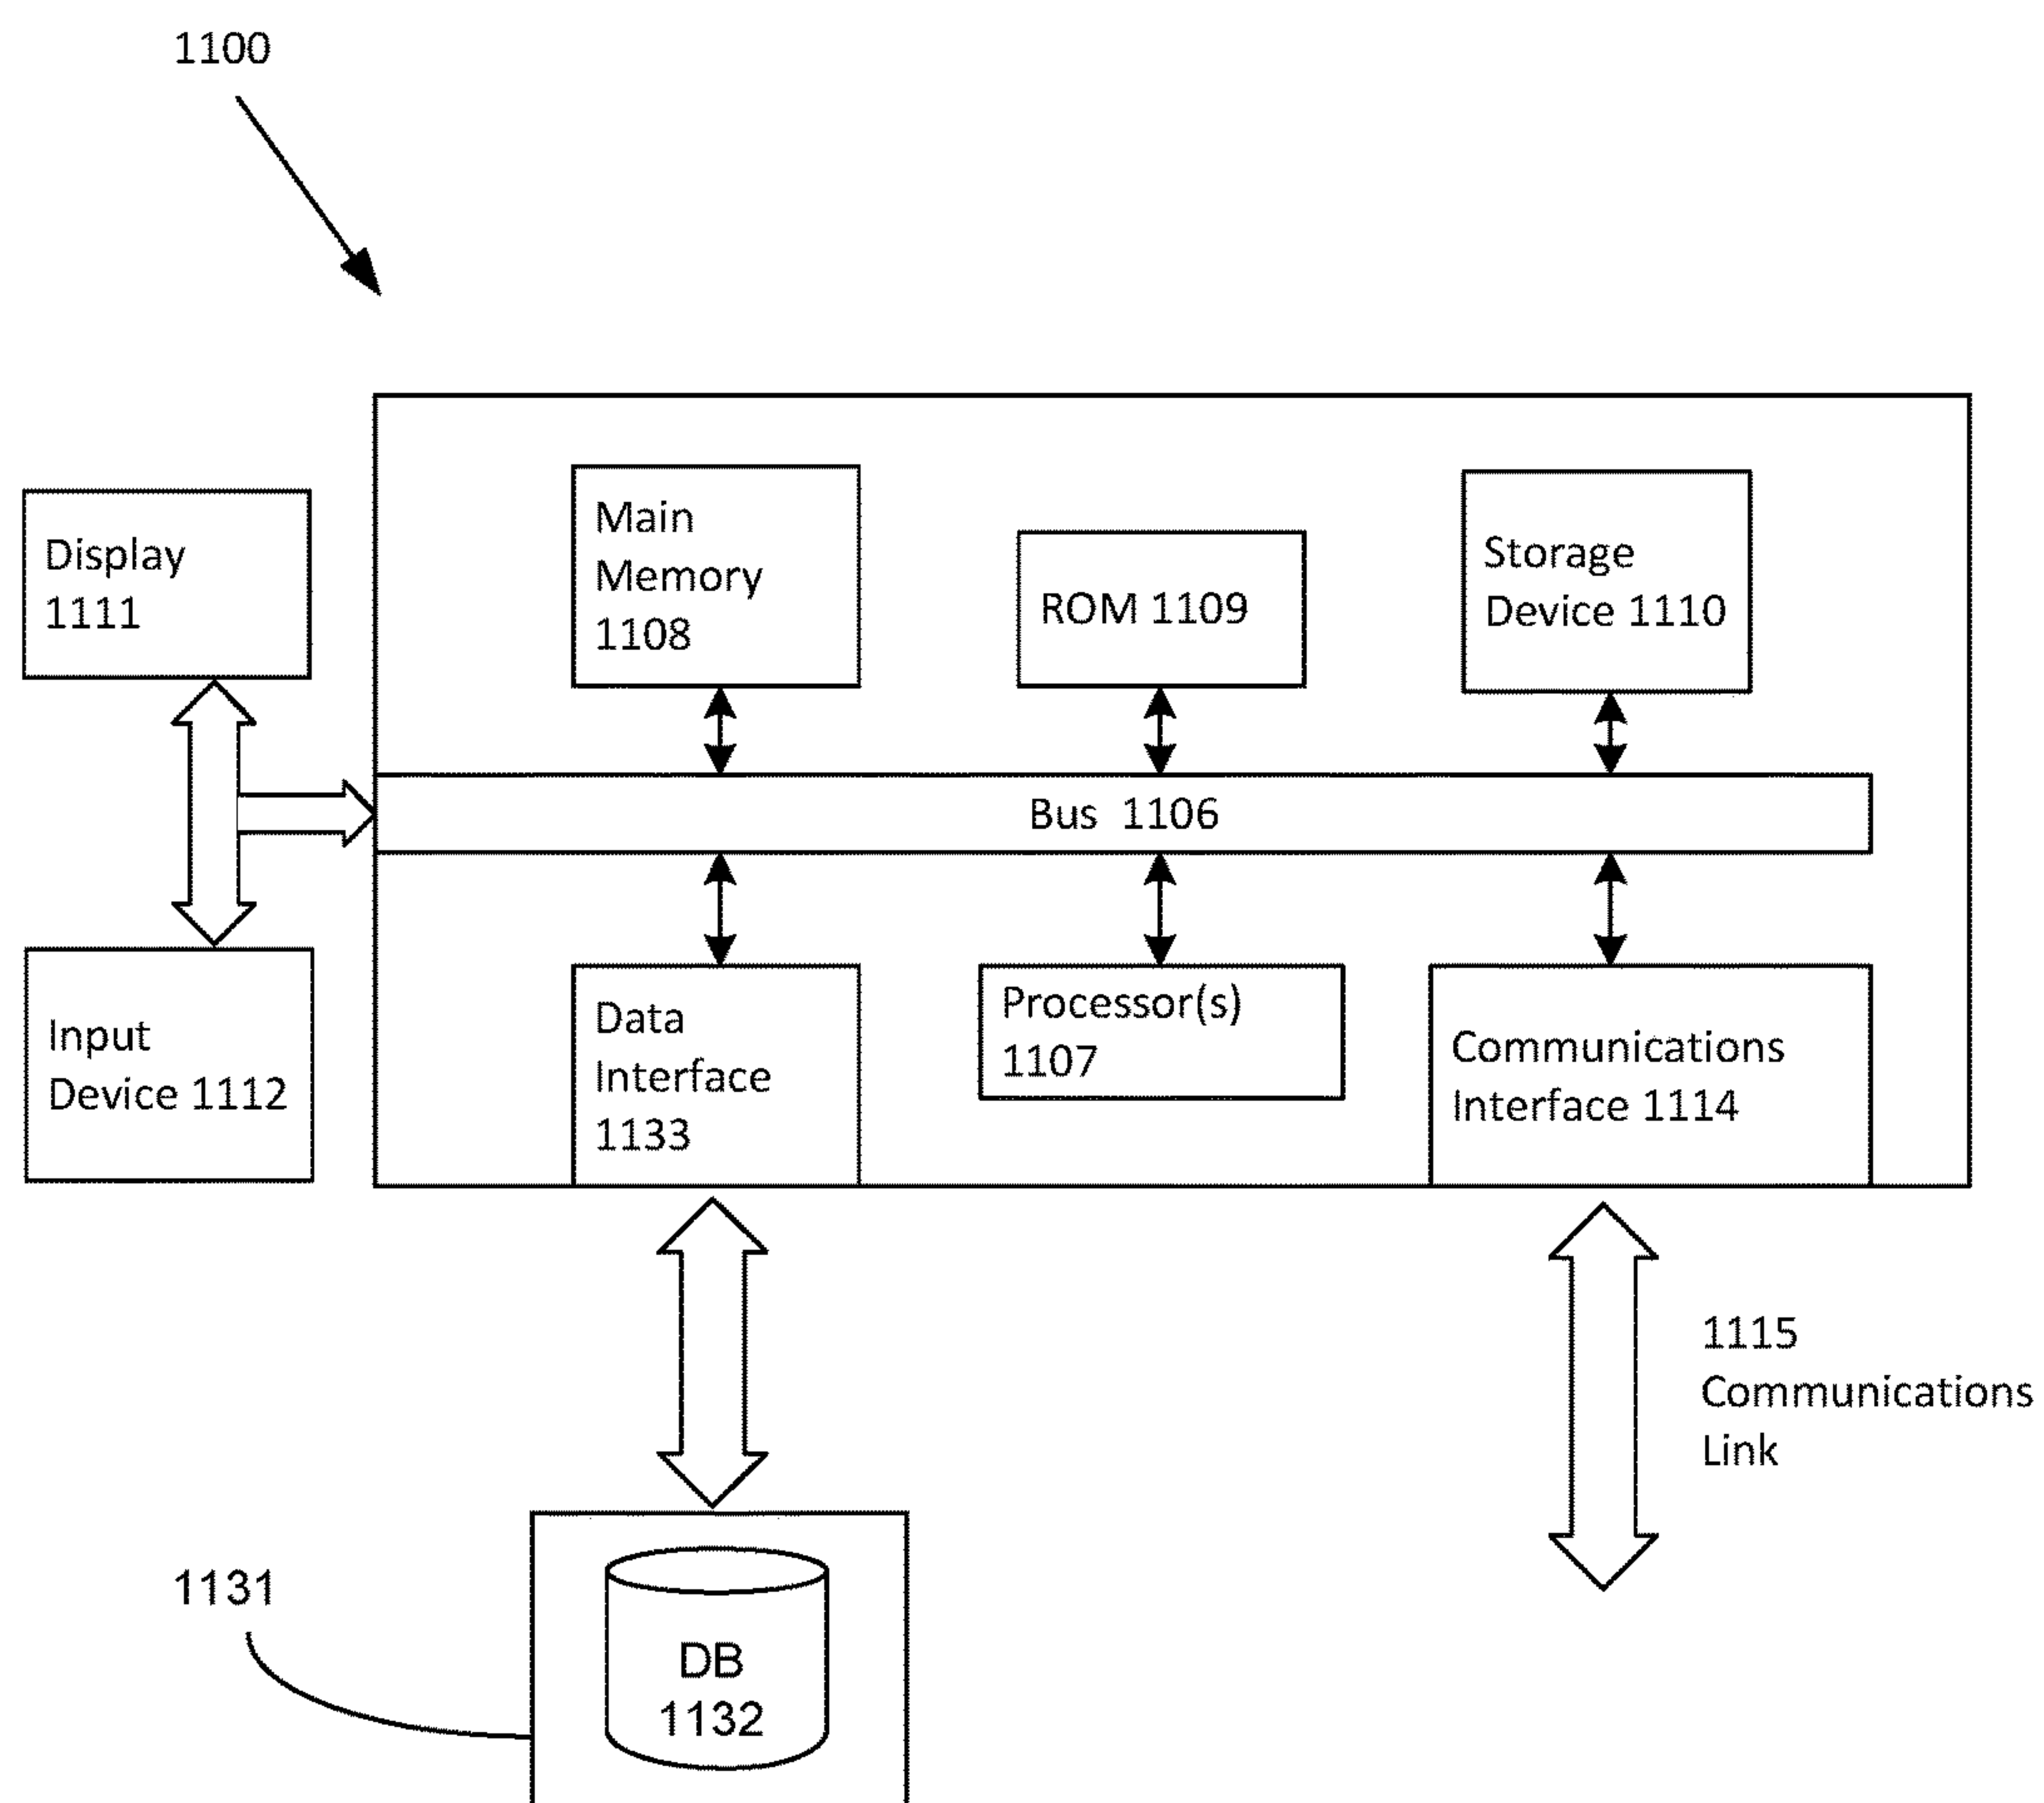 1100
Display
1111
Main
Memory
1108
ROM 1109
Storage
Device 1110
Bus 1106
Input
Device 1112
Data
Interface
1133
Processor(s)
1107
Communications
Interface 1114
1115
Communications
Link
1131
DB
1132